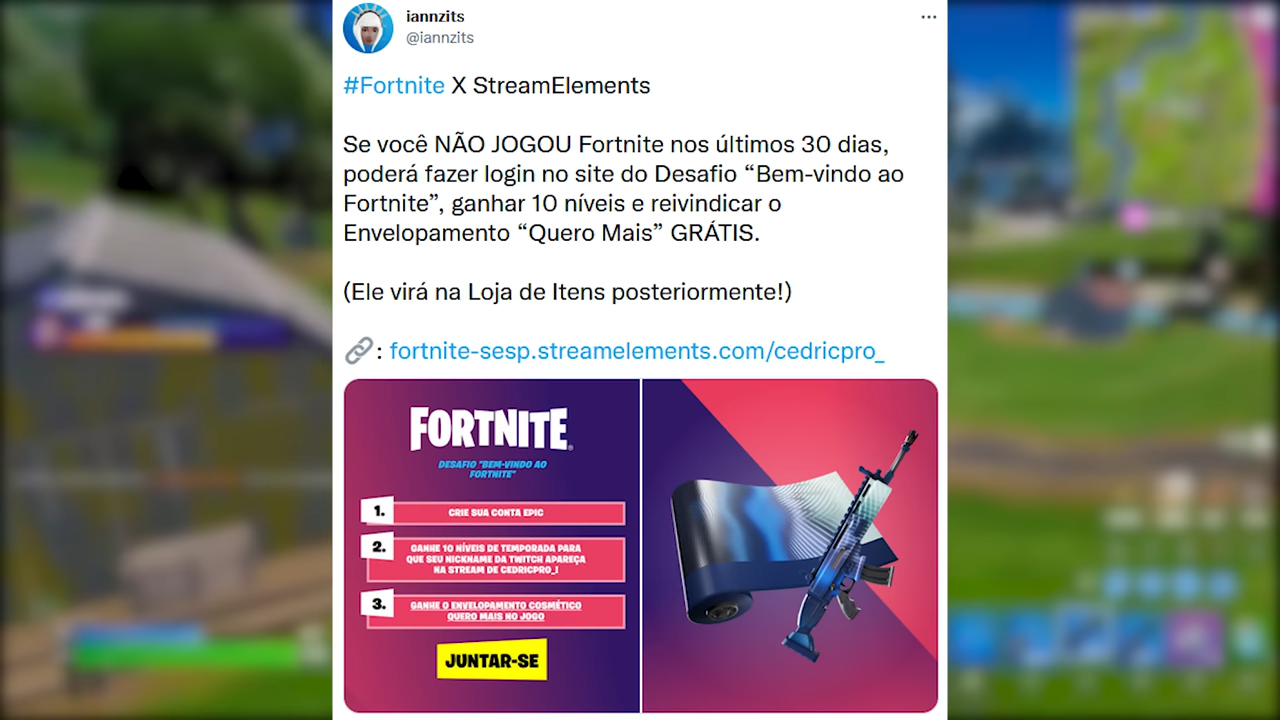 iannzits
@iannzits
#Fortnite X StreamElements
Se você NÃO JOGOU Fortnite nos últimos 30 dias,
poderá fazer login no site do Desafio “Bem-vindo ao
Fortnite”, ganhar 10 níveis e reivindicar o
Envelopamento “Quero Mais” GRÁTIS.
(Ele virá na Loja de Itens posteriormente!)
: fortnite-sesp.streamelements.com/cedricpro_
FORTNITE
DESAFIO "BEM-VINDO AO
FORTNITE"
1.
CRIE SUA CONTA EPIC
2.
GANHE 10 NÍVEIS DE TEMPORADA PARA
QUE SEU NICKNAME DA TWITCH APAREÇA
NA STREAM DE CEDRICPRO_!
3.
GANHE O ENVELOPAMENTO COSMÉTICO
QUERO MAIS NO JOGO
JUNTAR-SE